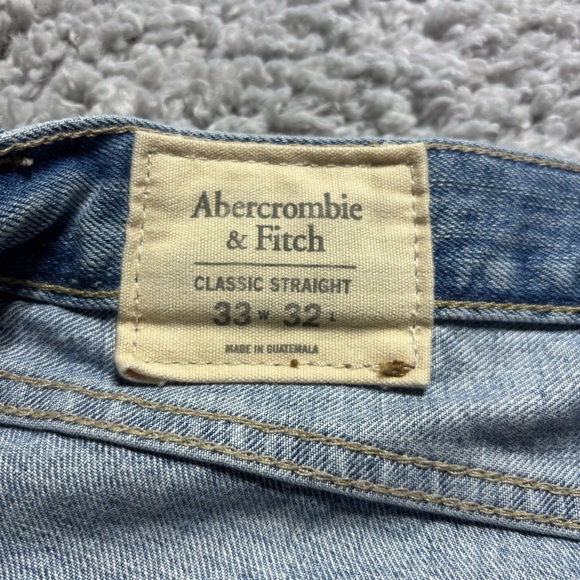 Abercrombie
& Fitch
CLASSIC STRAIGHT
33 W 32 L
MADE IN GUATEMALA